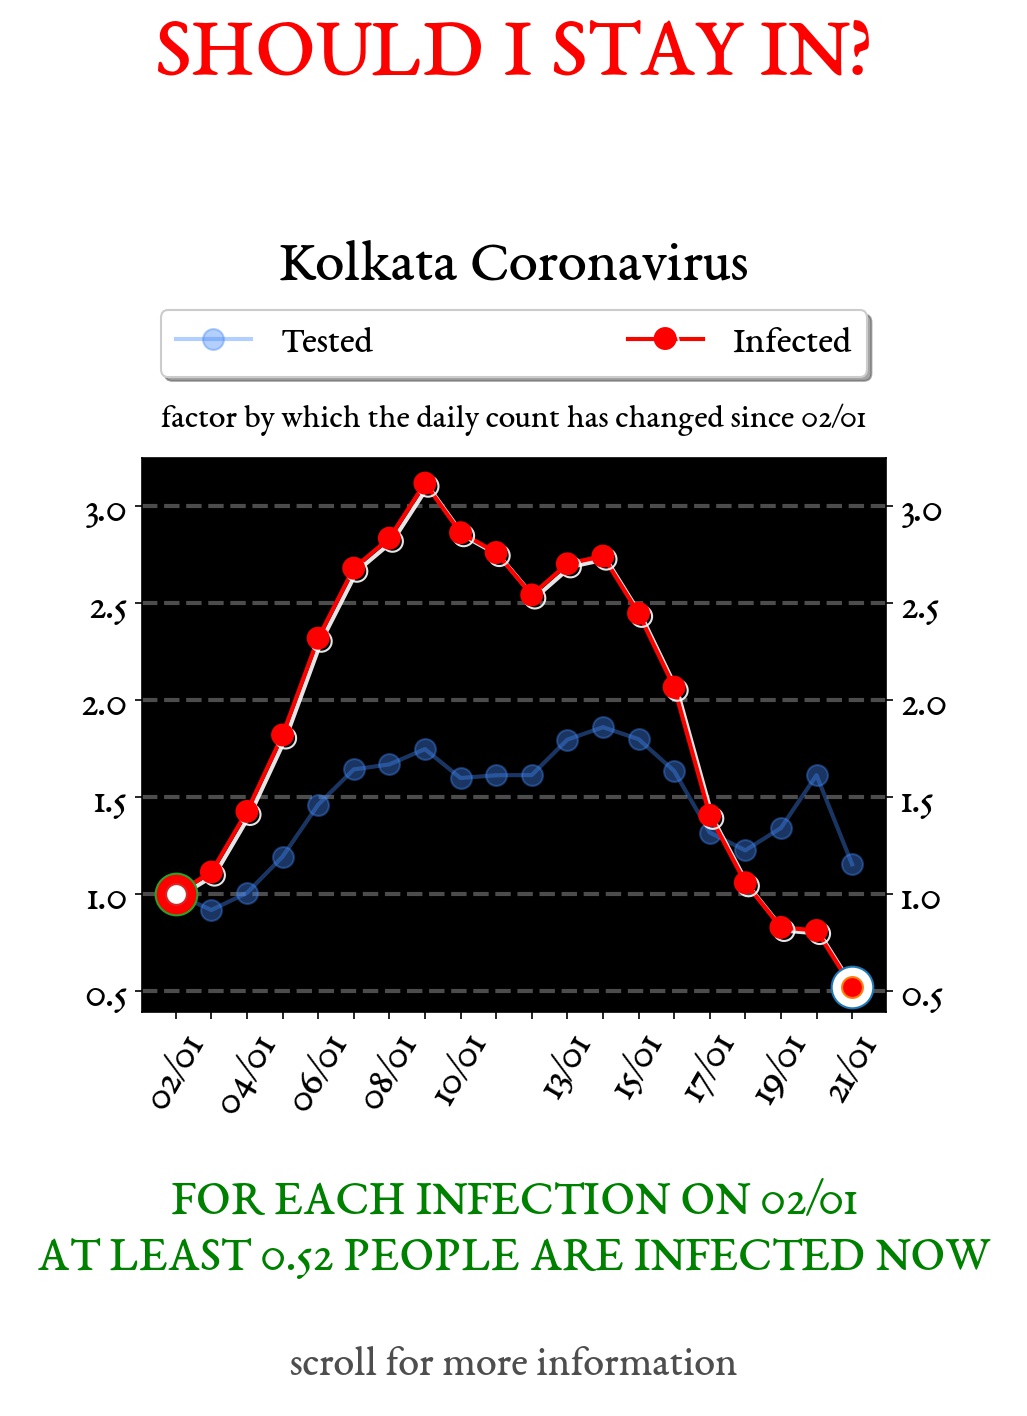 SHOULD I STAY IN?
Kolkata Coronavirus
Tested Infected
factor by which the daily count has changed since 02/01
3.0 3.0
2.5 2.5
2.0 2.0
1.5 1.5
1.0 1.0
0.5 0.5
02/01 04/01 06/01 08/01 10/01 13/01 15/01 17/01 19/01 21/01
FOR EACH INFECTION ON 02/01
AT LEAST 0.52 PEOPLE ARE INFECTED NOW
scroll for more information